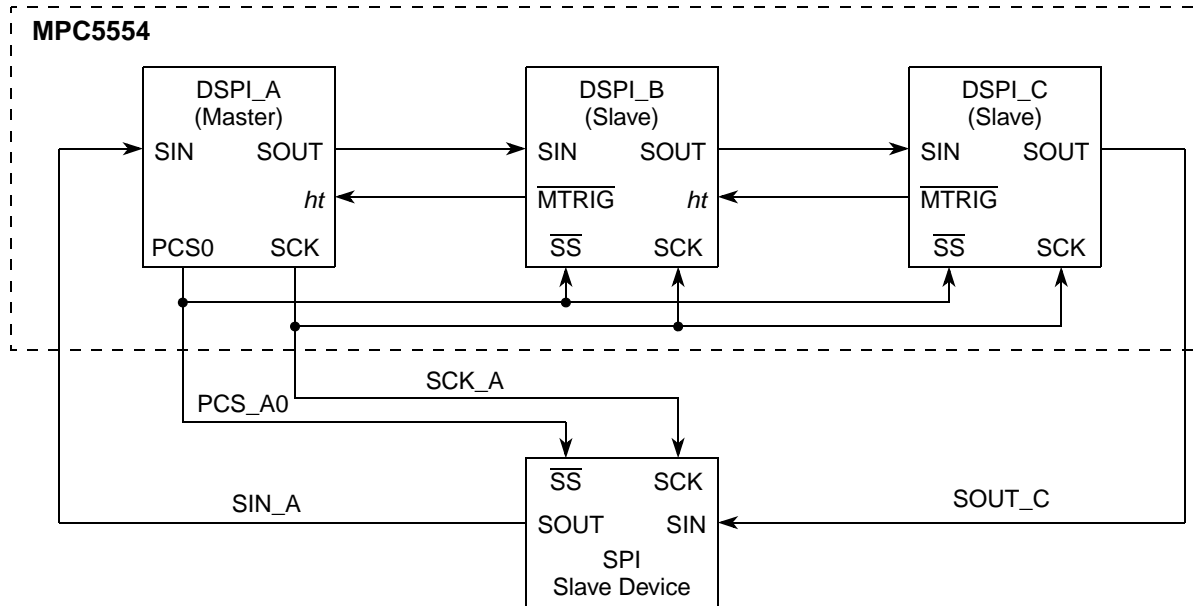 MPC5554
DSPI_A
(Master)
SIN SOUT
ht
PCS0 SCK
DSPI_B
(Slave)
SIN SOUT
MTRIG ht
SS SCK
DSPI_C
(Slave)
SIN SOUT
MTRIG
SS SCK
SCK_A
PCS_A0
SIN_A
SOUT_C
SS SCK
SOUT SIN
SPI
Slave Device